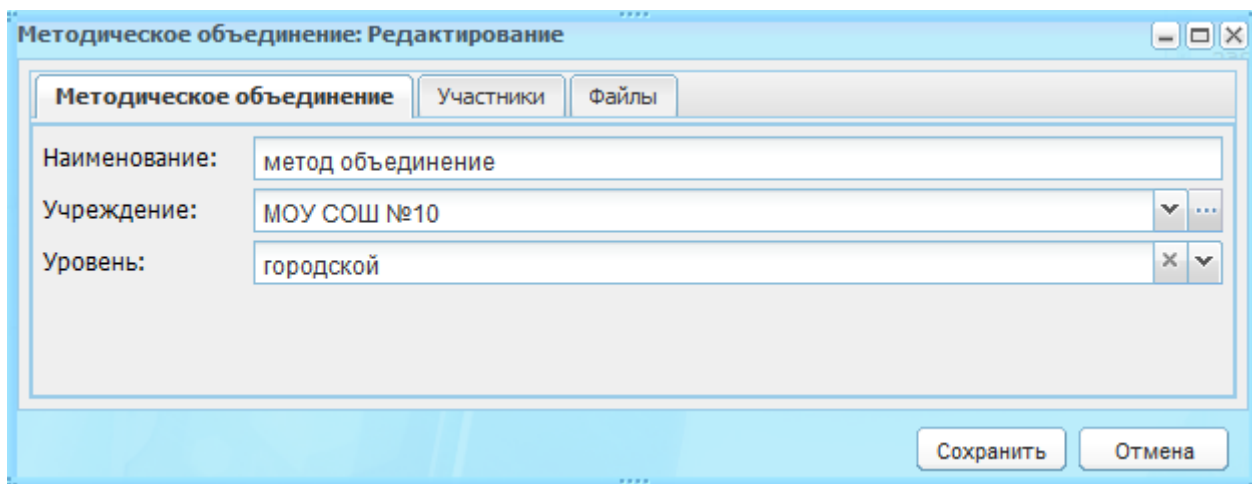 Методическое объединение: Редактирование
Методическое объединение Участники Файлы
Наименование: метод объединение
Учреждение: МОУ СОШ №10
Уровень: городской
Сохранить Отмена